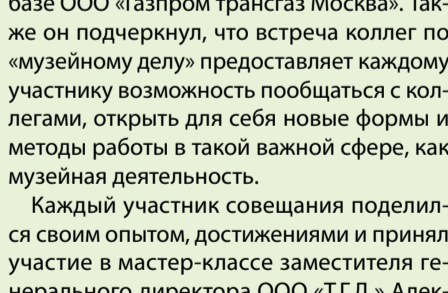 базе ООО «Газпром трансгаз Москва». Так-
же он подчеркнул, что встреча коллег по
«музейному делу» предоставляет каждому
участнику возможность пообщаться с кол-
легами, открыть для себя новые формы и
методы работы в такой важной сфере, как
музейная деятельность.
Каждый участник совещания поделил-
ся своим опытом, достижениями и принял
участие в мастер-классе заместителя ге-
нерального директора ООО «Т.Г.Л.» Алек-